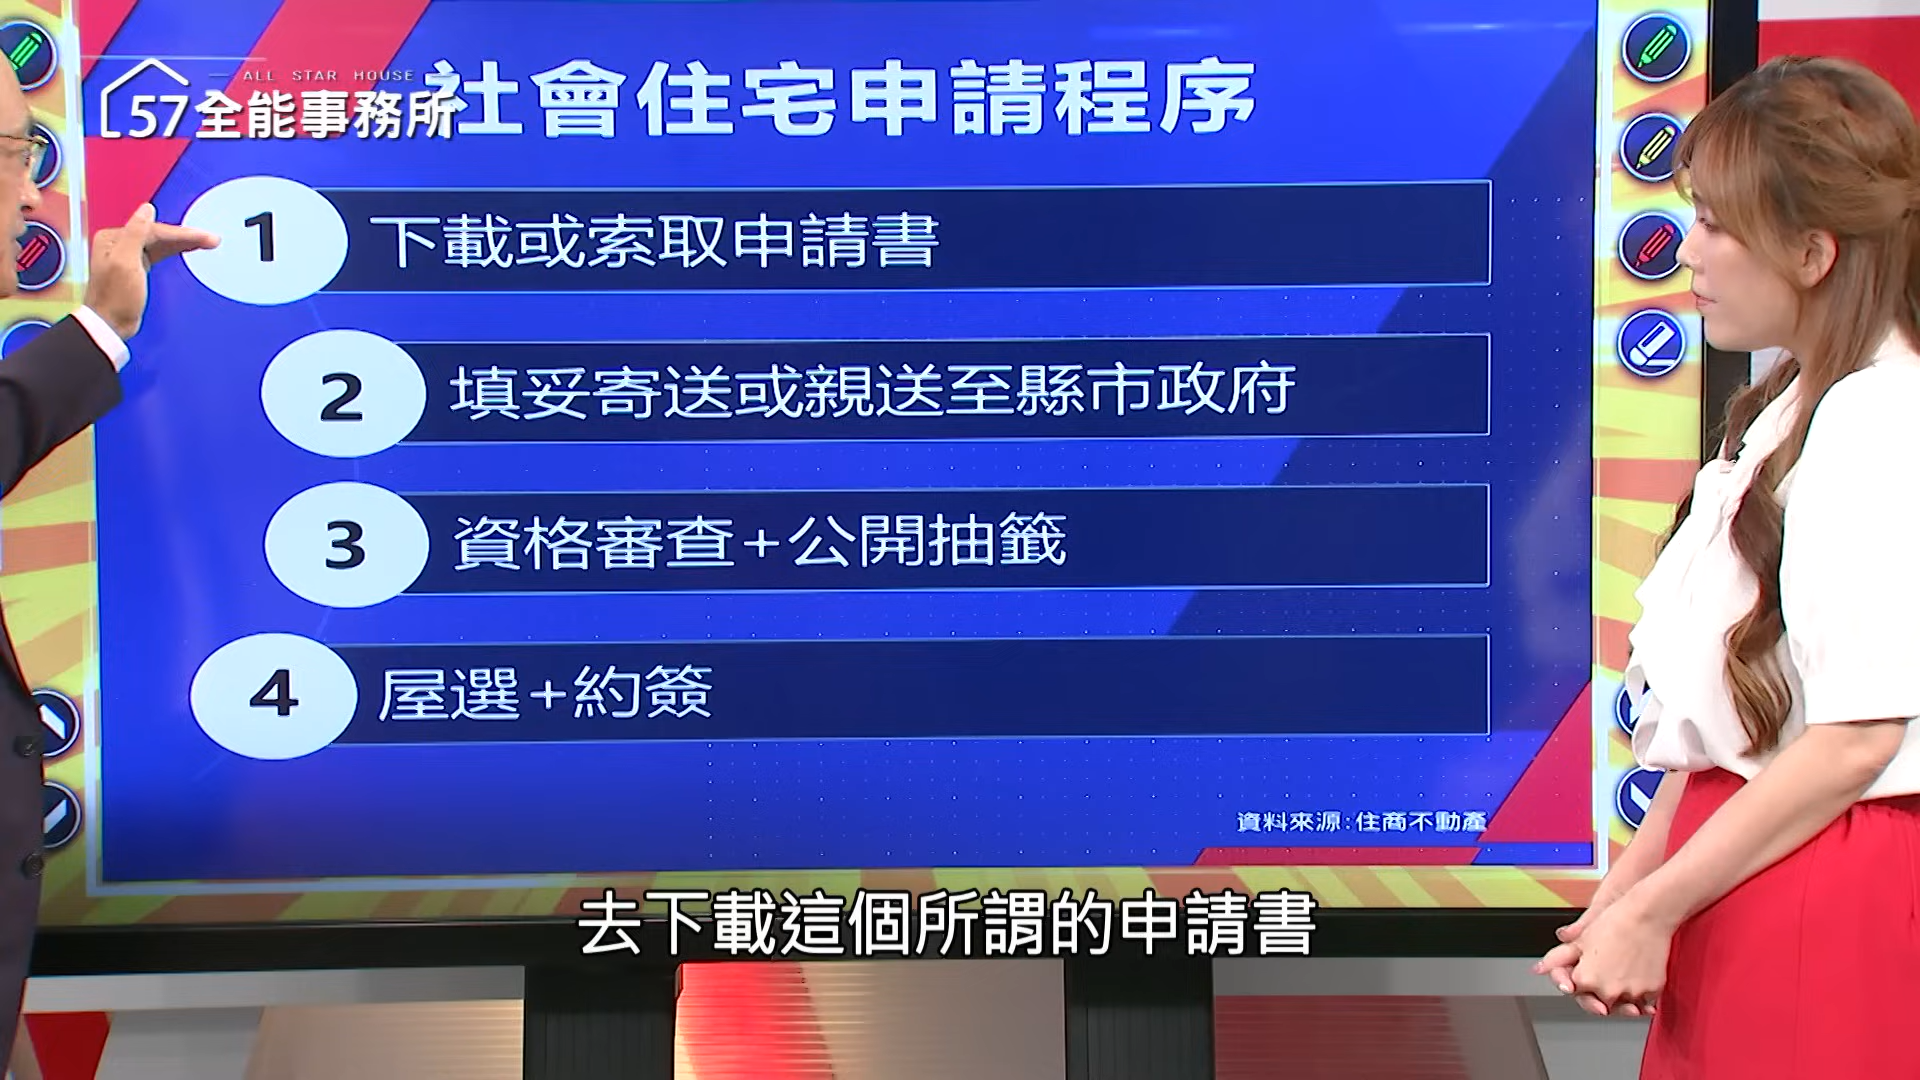 ALL STAR HOUSE
57全能事務所
社會住宅申請程序
1 下載或索取申請書
2 填妥寄送或親送至縣市政府
3 資格審查+公開抽籤
4 屋選+約簽
資料來源:住商不動產
去下載這個所謂的申請書